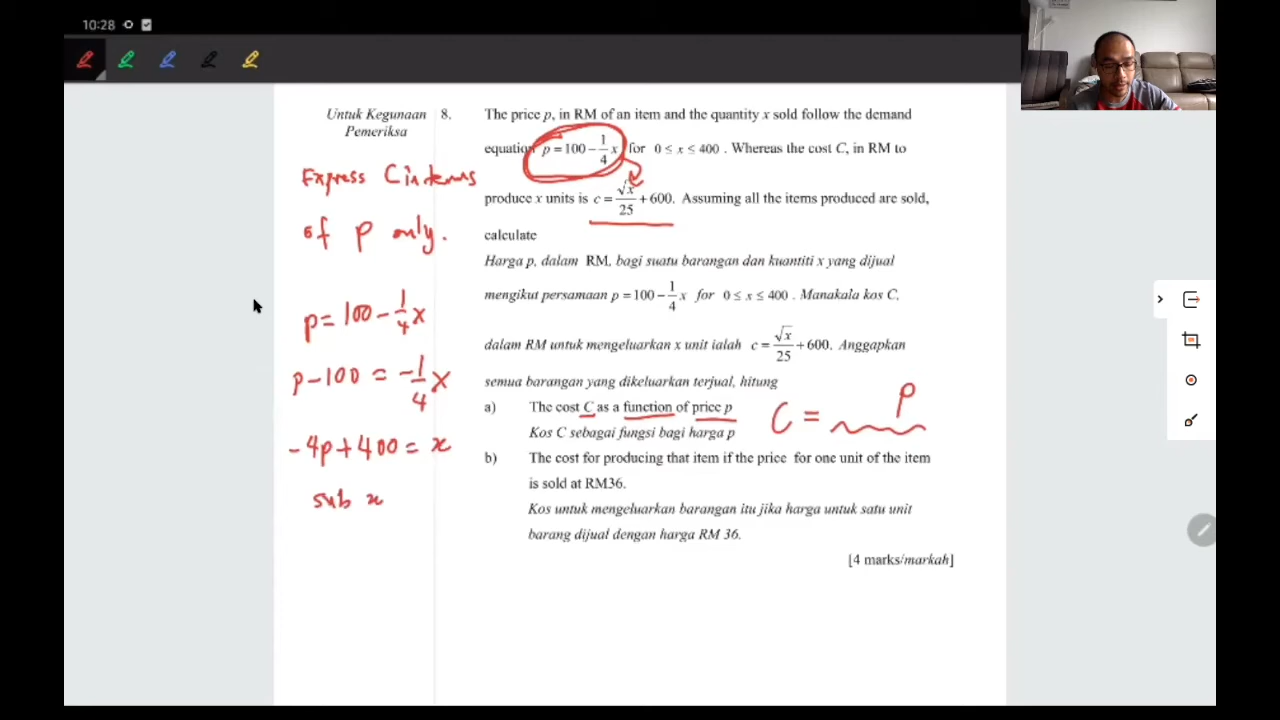 10:28
Untuk Kegunaan
Pemeriksa
8. The price p, in RM of an item and the quantity x sold follow the demand
equation p = 100 − 1/4 x for 0 ≤ x ≤ 400 . Whereas the cost C, in RM to
produce x units is c = √x/25 + 600. Assuming all the items produced are sold,
calculate
Harga p, dalam RM, bagi suatu barangan dan kuantiti x yang dijual
mengikut persamaan p = 100 − 1/4 x for 0 ≤ x ≤ 400 . Manakala kos C,
dalam RM untuk mengeluarkan x unit ialah c = √x/25 + 600. Anggapkan
semua barangan yang dikeluarkan terjual, hitung
a) The cost C as a function of price p
Kos C sebagai fungsi bagi harga p
b) The cost for producing that item if the price for one unit of the item
is sold at RM36.
Kos untuk mengeluarkan barangan itu jika harga untuk satu unit
barang dijual dengan harga RM 36.
[4 marks/markah]
Express C in terms
of p only.
p = 100 − 1/4 x
p − 100 = −1/4 x
−4p + 400 = x
sub x
C = p